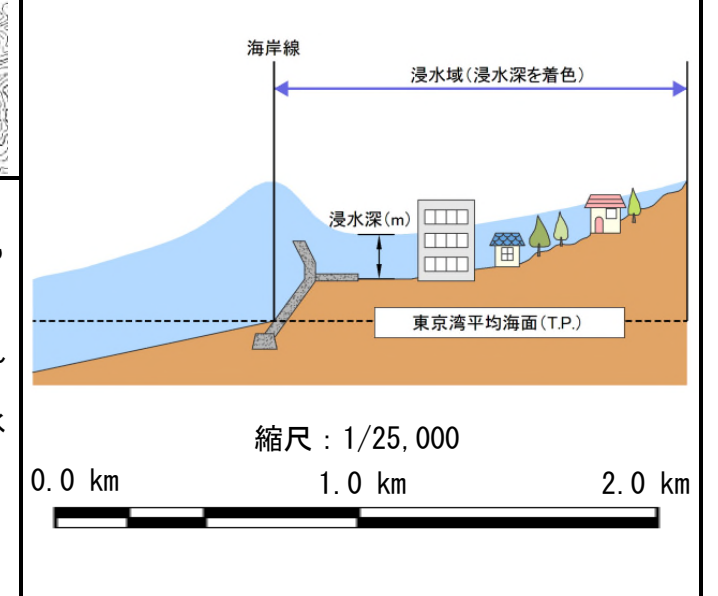 海岸線
浸水域(浸水深を着色)
浸水深(m)
東京湾平均海面(T.P.)
縮尺：1/25,000
0.0 km 1.0 km 2.0 km